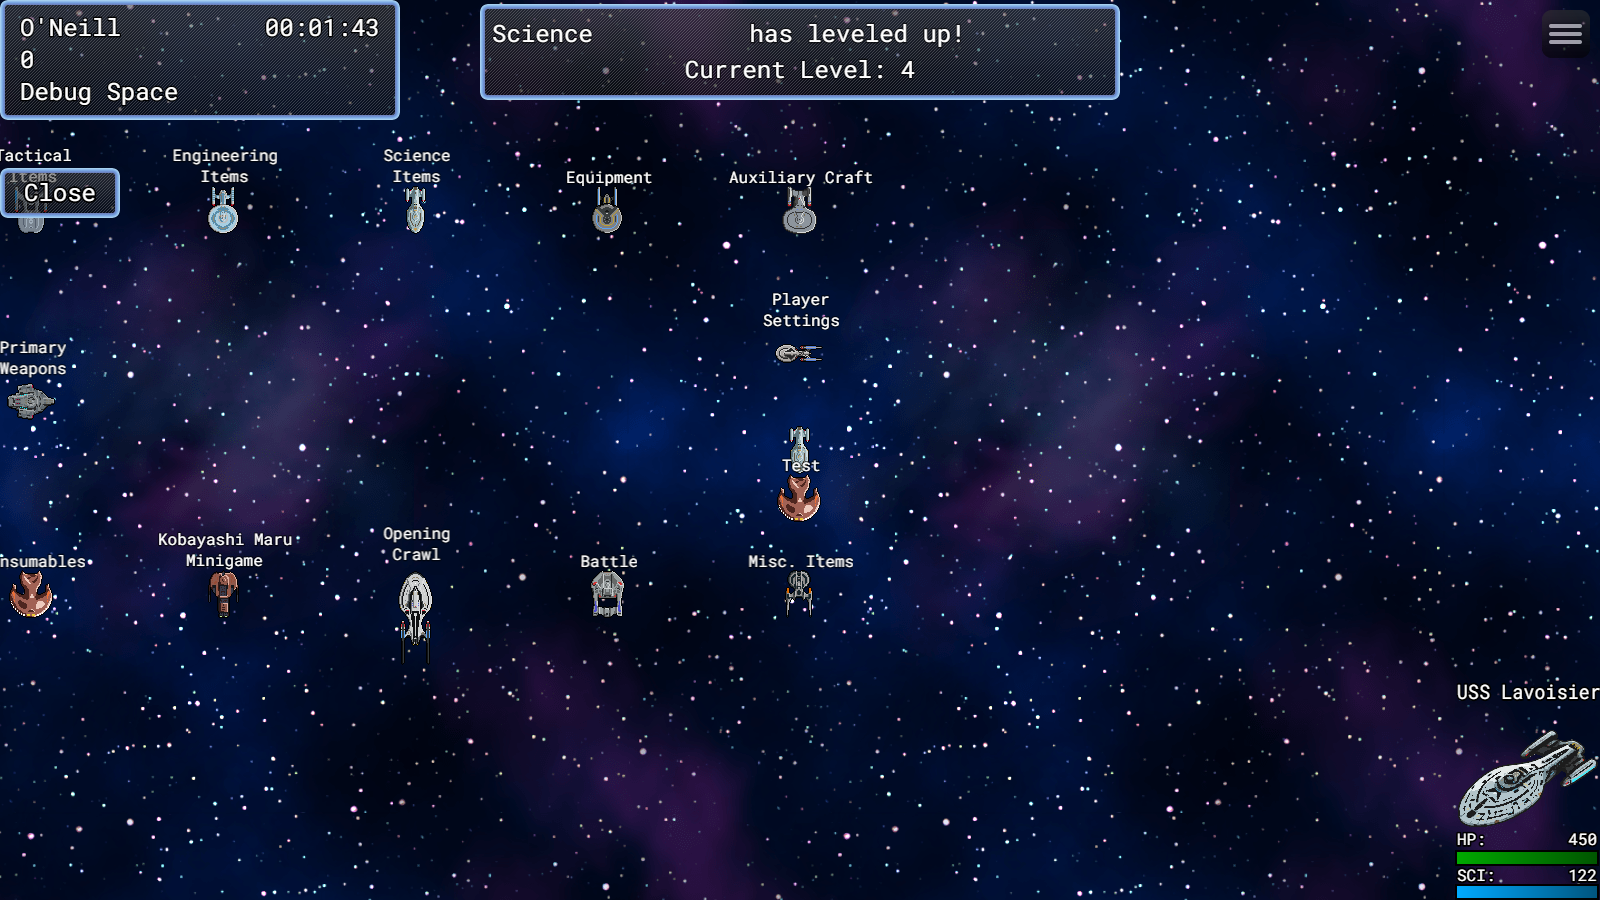 O'Neill 00:01:43
0
Debug Space
Science has leveled up!
Current Level: 4
Tactical
Items
Close
Engineering
Items
Science
Items
Equipment
Auxiliary Craft
Player
Settings
Primary
Weapons
Test
nsumables
Kobayashi Maru
Minigame
Opening
Crawl
Battle
Misc. Items
USS Lavoisier
HP: 450
SCI: 122